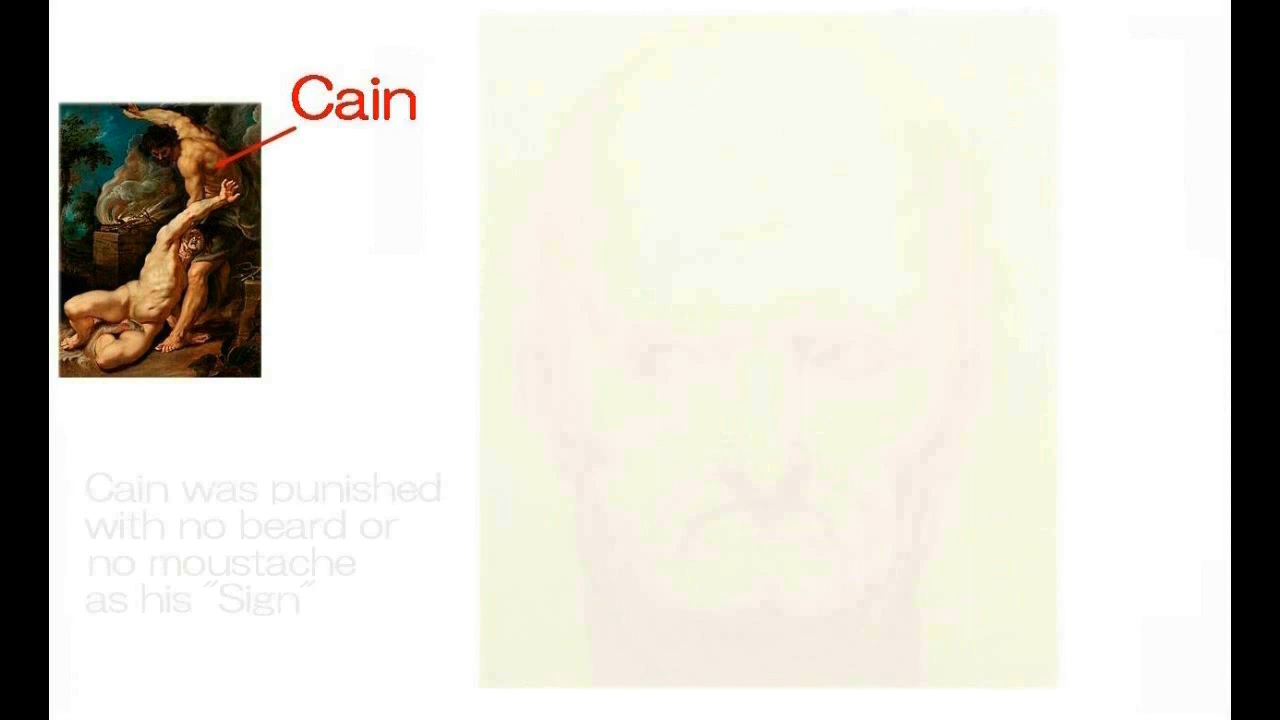 Cain
Cain was punished
with no beard or
no moustache
as his "Sign"